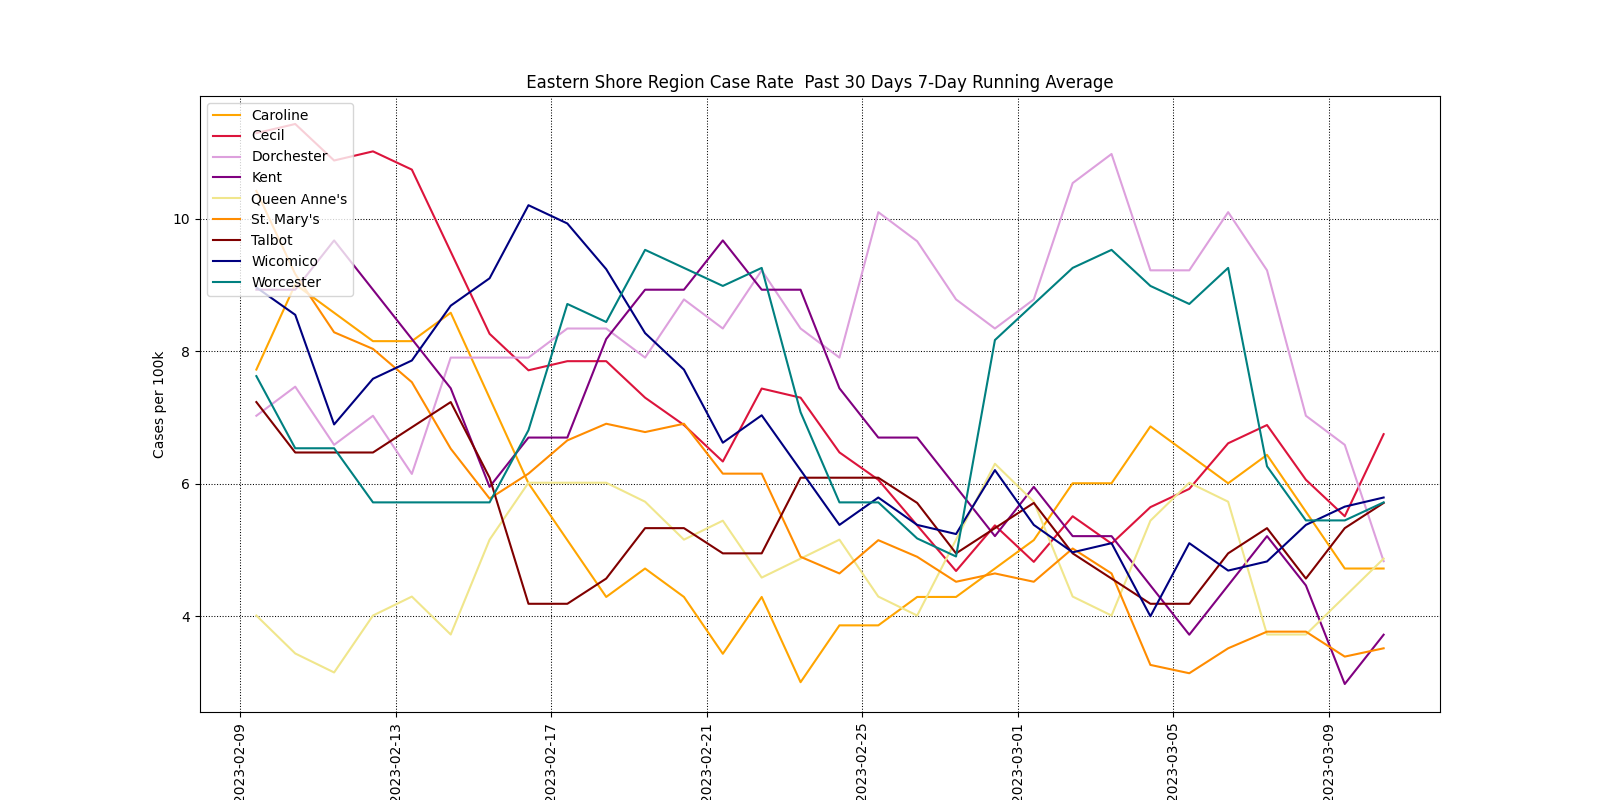 Eastern Shore Region Case Rate  Past 30 Days 7-Day Running Average
Caroline
Cecil
Dorchester
Kent
Queen Anne's
St. Mary's
Talbot
Wicomico
Worcester
Cases per 100k
10
8
6
4
2023-02-09
2023-02-13
2023-02-17
2023-02-21
2023-02-25
2023-03-01
2023-03-05
2023-03-09